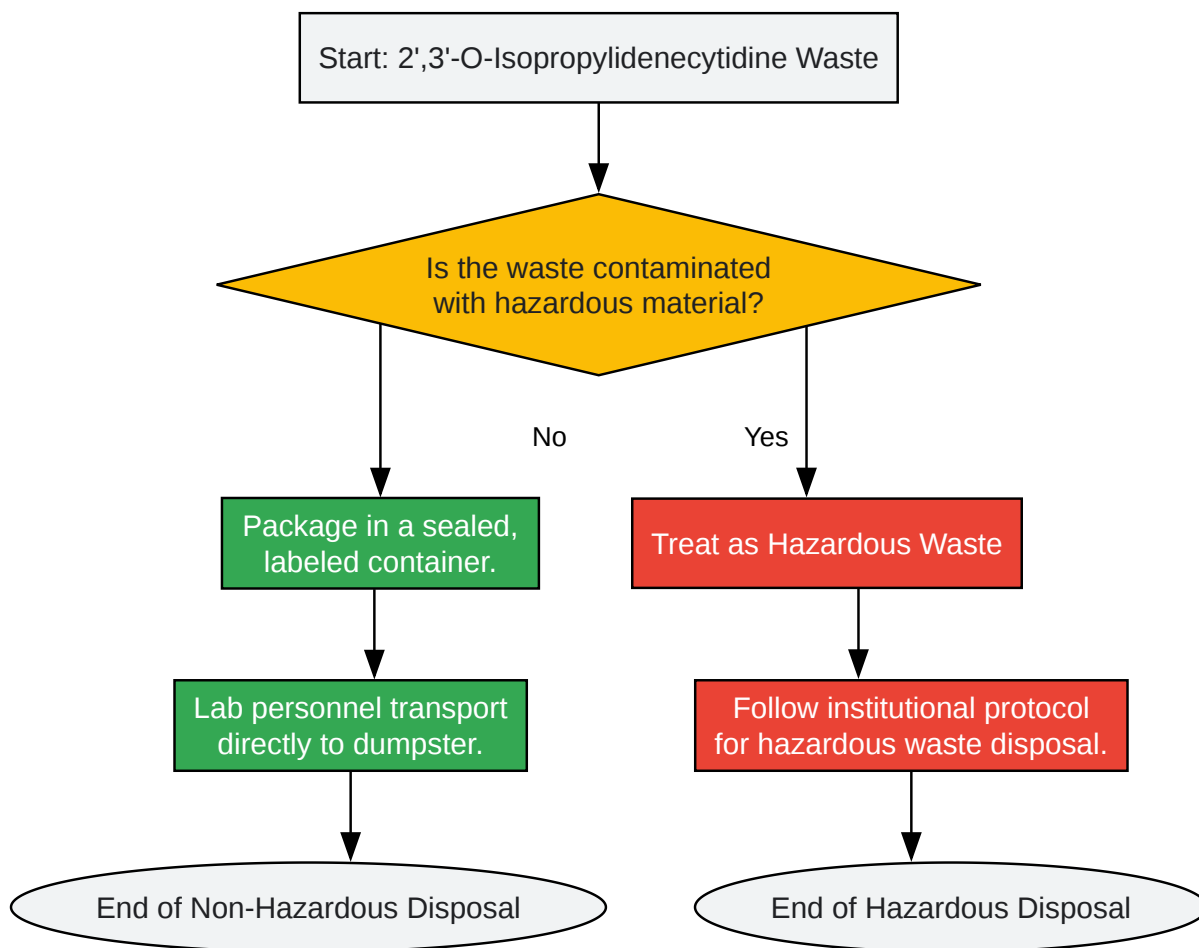 Start: 2',3'-O-Isopropylidenecytidine Waste
Is the waste contaminated
with hazardous material?
No
Yes
Package in a sealed,
labeled container.
Treat as Hazardous Waste
Lab personnel transport
directly to dumpster.
Follow institutional protocol
for hazardous waste disposal.
End of Non-Hazardous Disposal
End of Hazardous Disposal